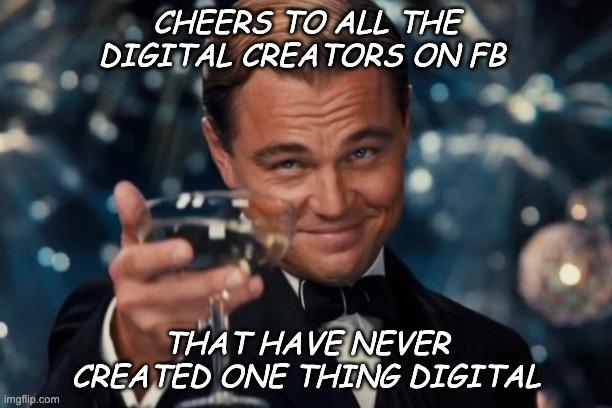 CHEERS TO ALL THE
DIGITAL CREATORS ON FB
THAT HAVE NEVER
CREATED ONE THING DIGITAL
imgflip.com